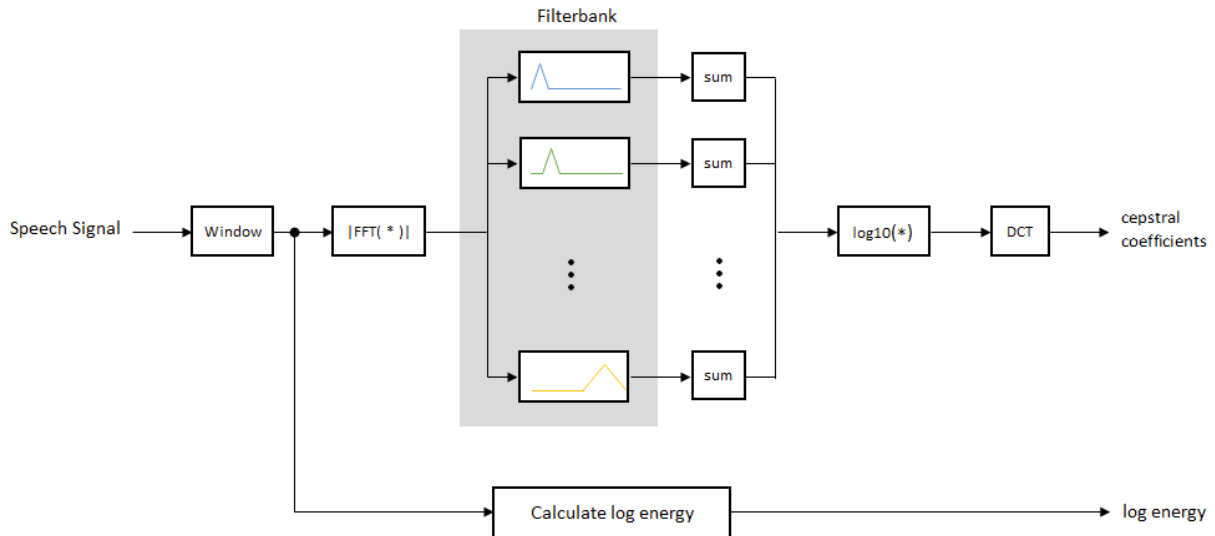 Filterbank
sum
sum
Speech Signal
Window
|FFT( * )|
log10(*)
DCT
cepstral
coefficients
sum
Calculate log energy
log energy